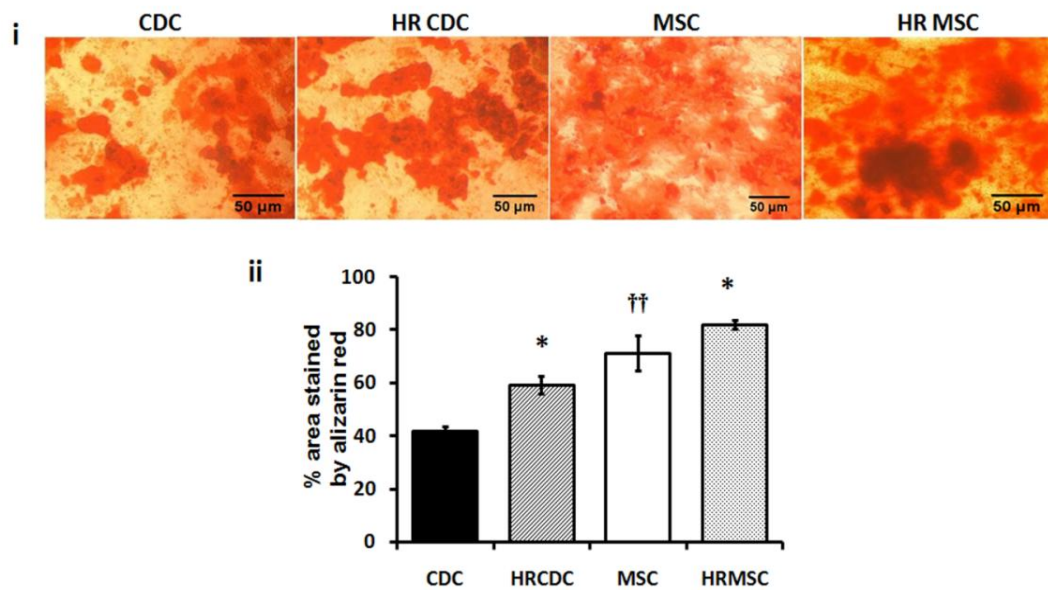 i
CDC HR CDC MSC HR MSC
50 µm 50 µm 50 µm 50 µm
ii
% area stained
by alizarin red
100
80
60
40
20
0
* †† *
CDC HRCDC MSC HRMSC